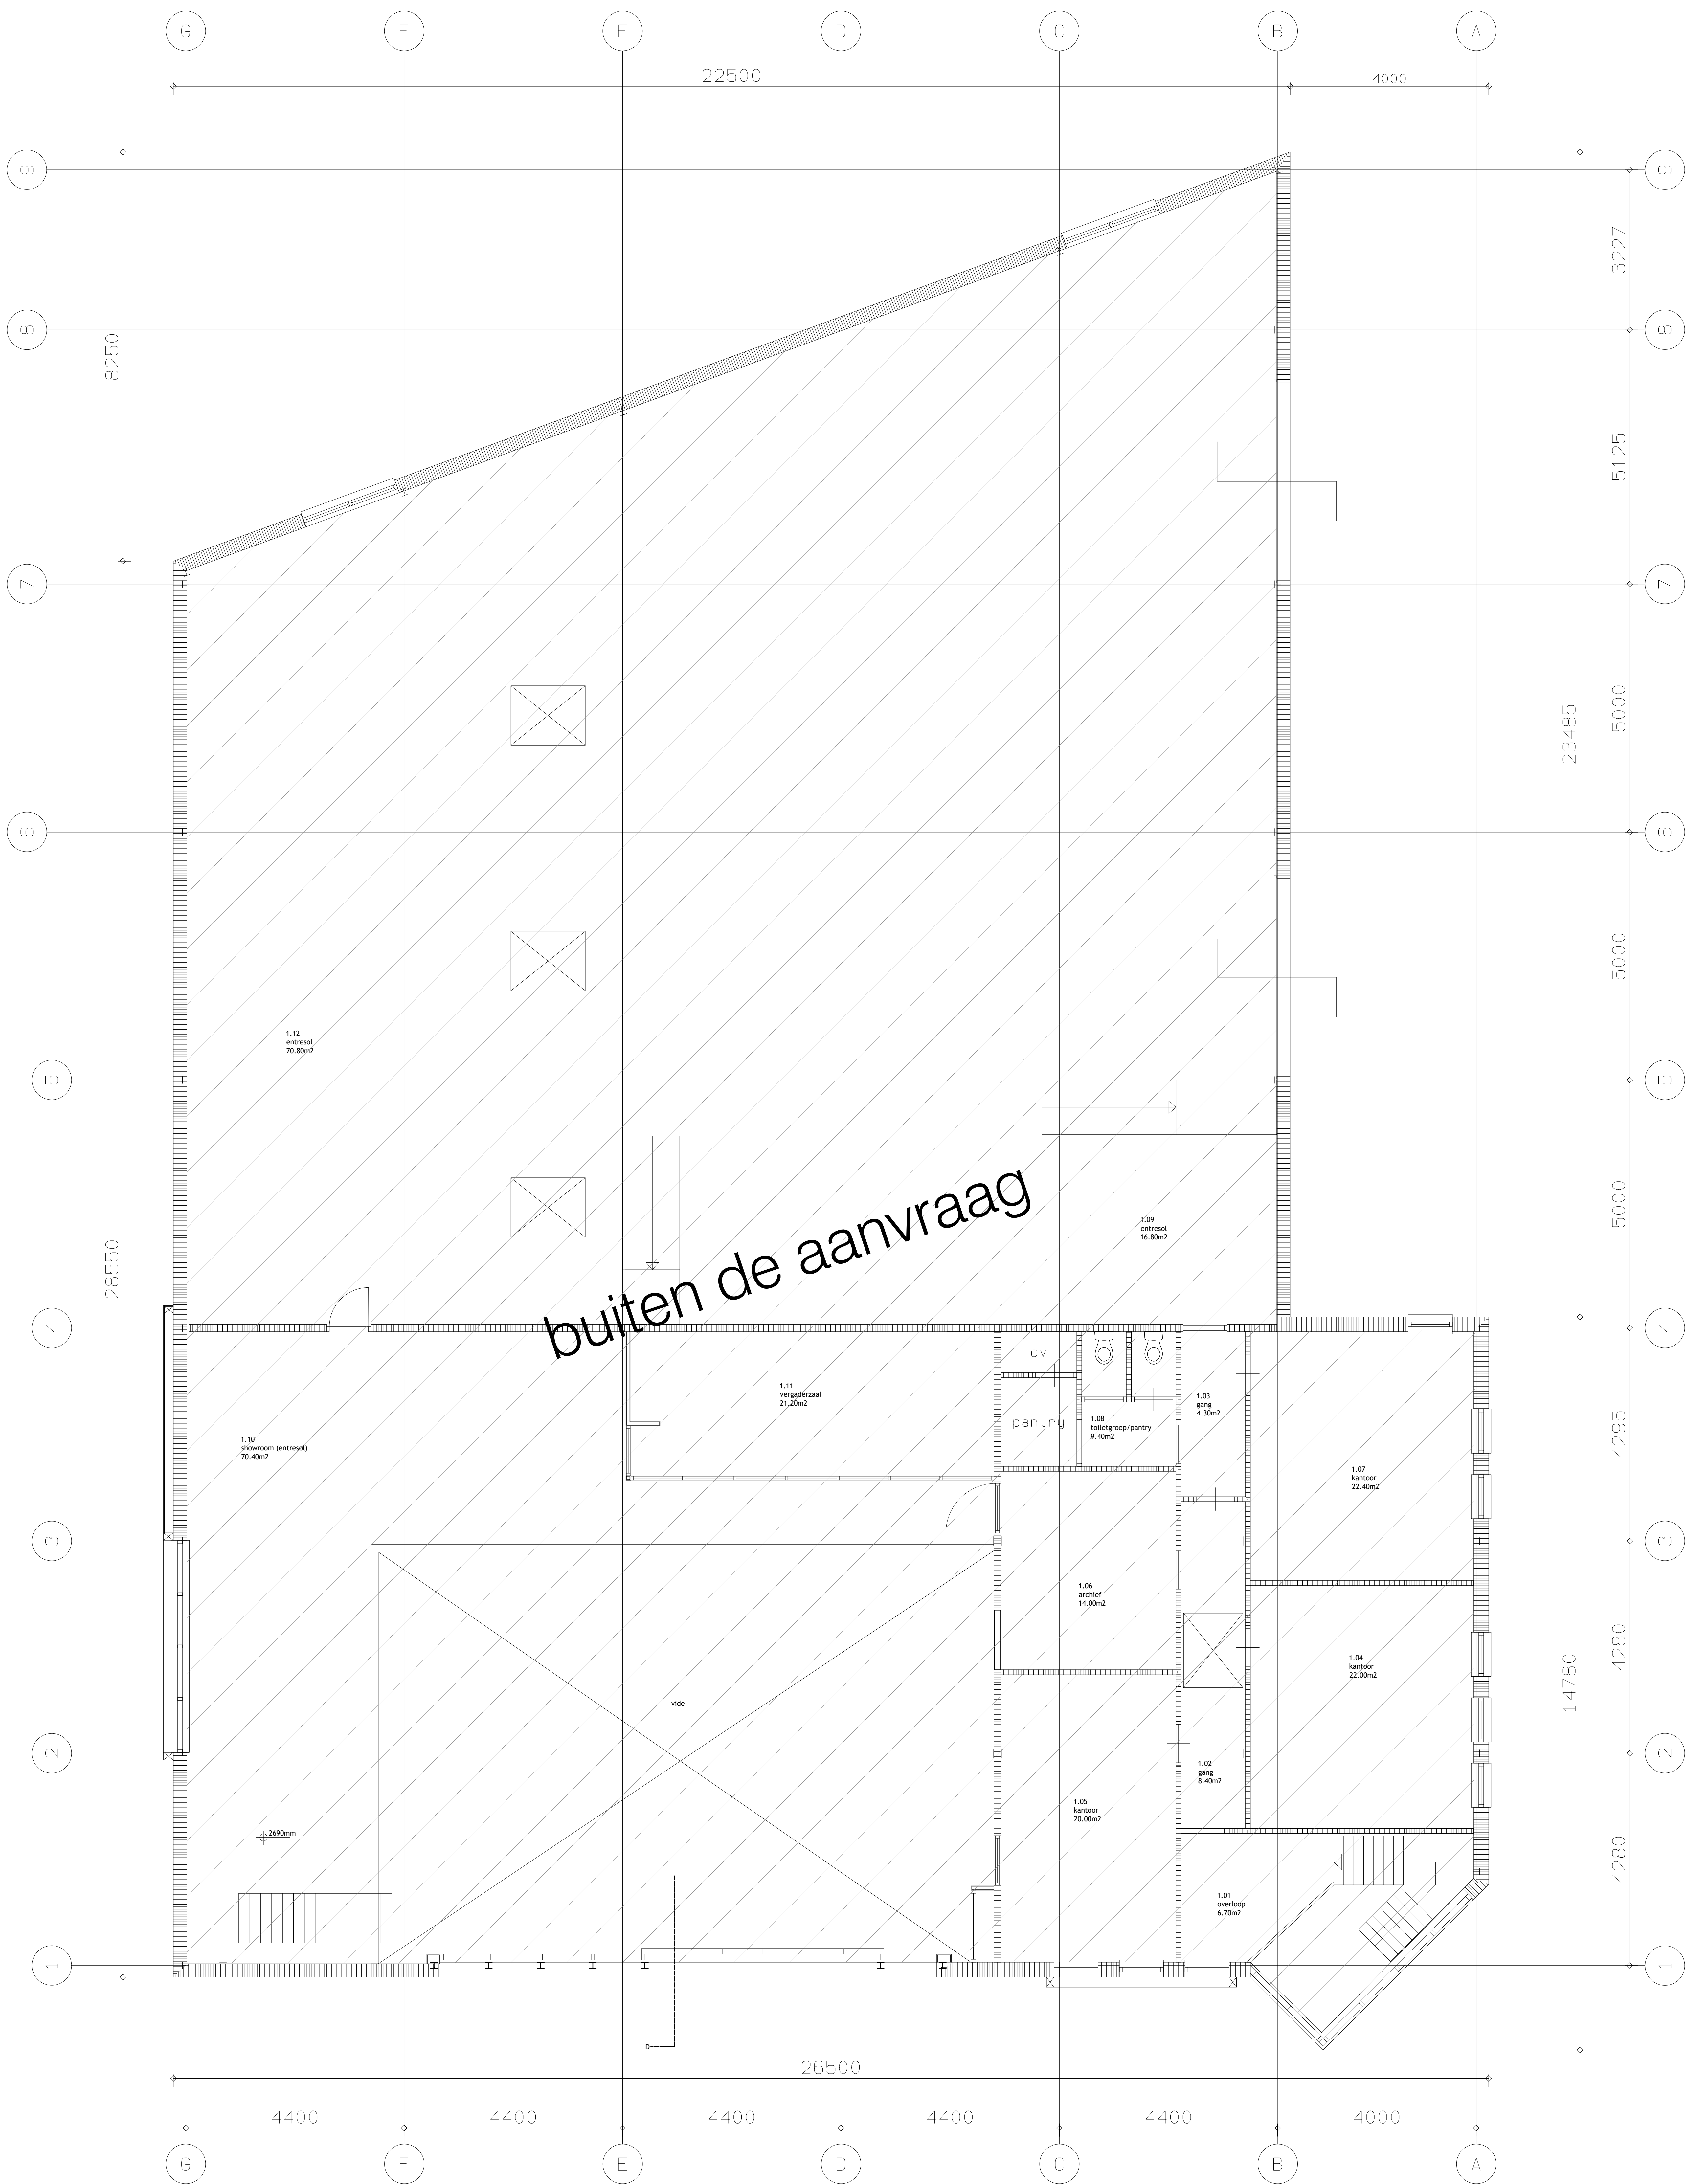 G F E D C B A
22500 4000
9 9
3227
8 8
8250
5125
7 7
5000
23485
6 6
5000
1.12
entresol
70.80m2
5 5
5000
1.09
entresol
16.80m2
28550
buiten de aanvraag
4 4
cv
1.11
vergaderzaal
21.20m2
1.03
gang
4.30m2
pantry
1.08
toiletgroep/pantry
9.40m2
4295
1.10
showroom (entresol)
70.40m2
1.07
kantoor
22.40m2
3 3
1.06
archief
14.00m2
4280
1.04
kantoor
22.00m2
14780
vide
2 2
1.02
gang
8.40m2
1.05
kantoor
20.00m2
2690mm
4280
1.01
overloop
6.70m2
1 1
D
26500
4400 4400 4400 4400 4400 4000
G F E D C B A